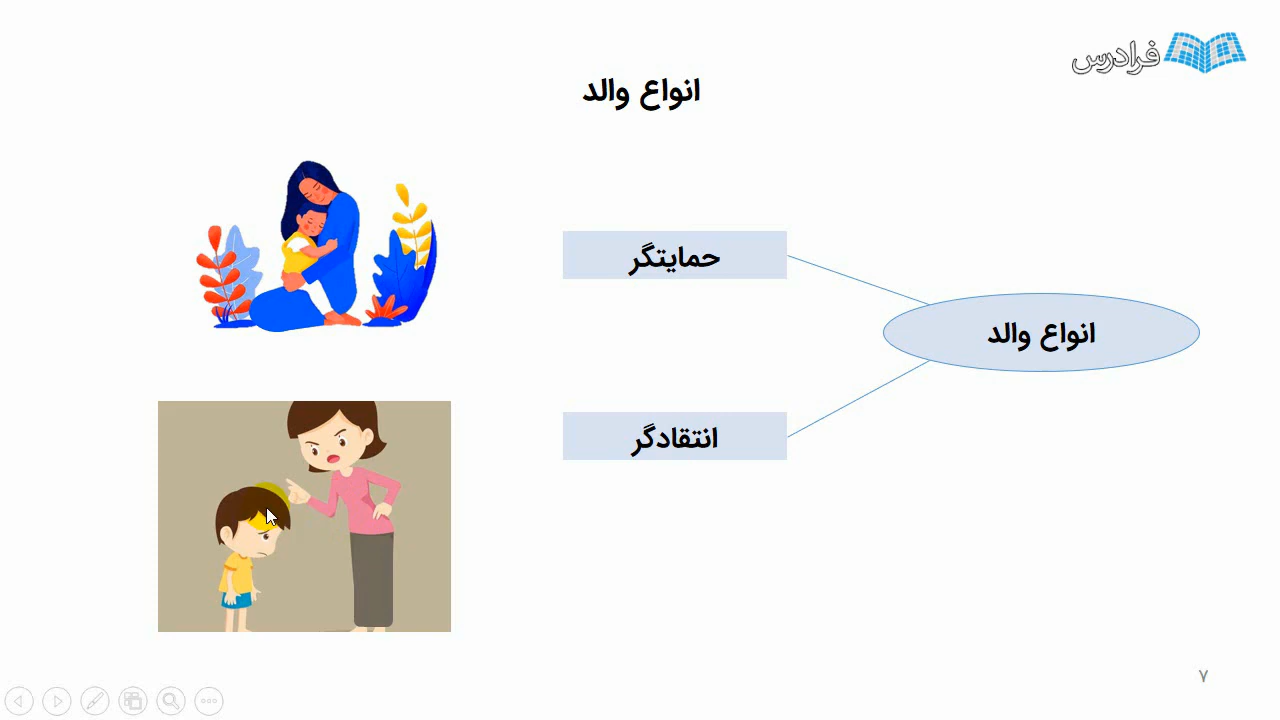 فرادرس
انواع والد
حمایتگر
انواع والد
انتقادگر
۷